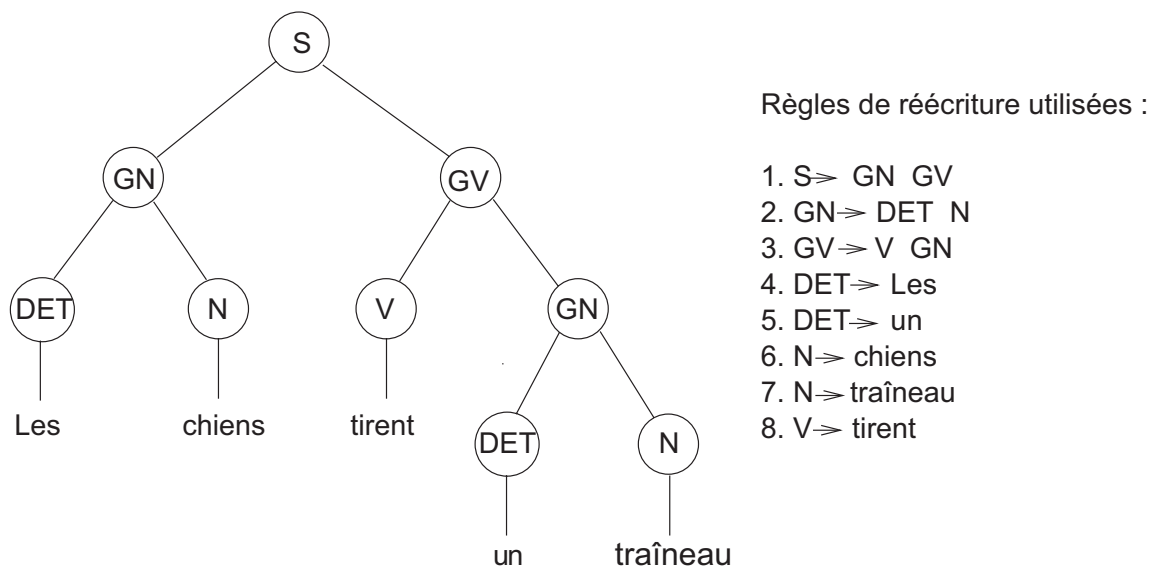 S
GN GV
DET N V GN
Les chiens tirent
DET N
un traîneau
Règles de réécriture utilisées :
1. S → GN GV
2. GN → DET N
3. GV → V GN
4. DET → Les
5. DET → un
6. N → chiens
7. N → traîneau
8. V → tirent